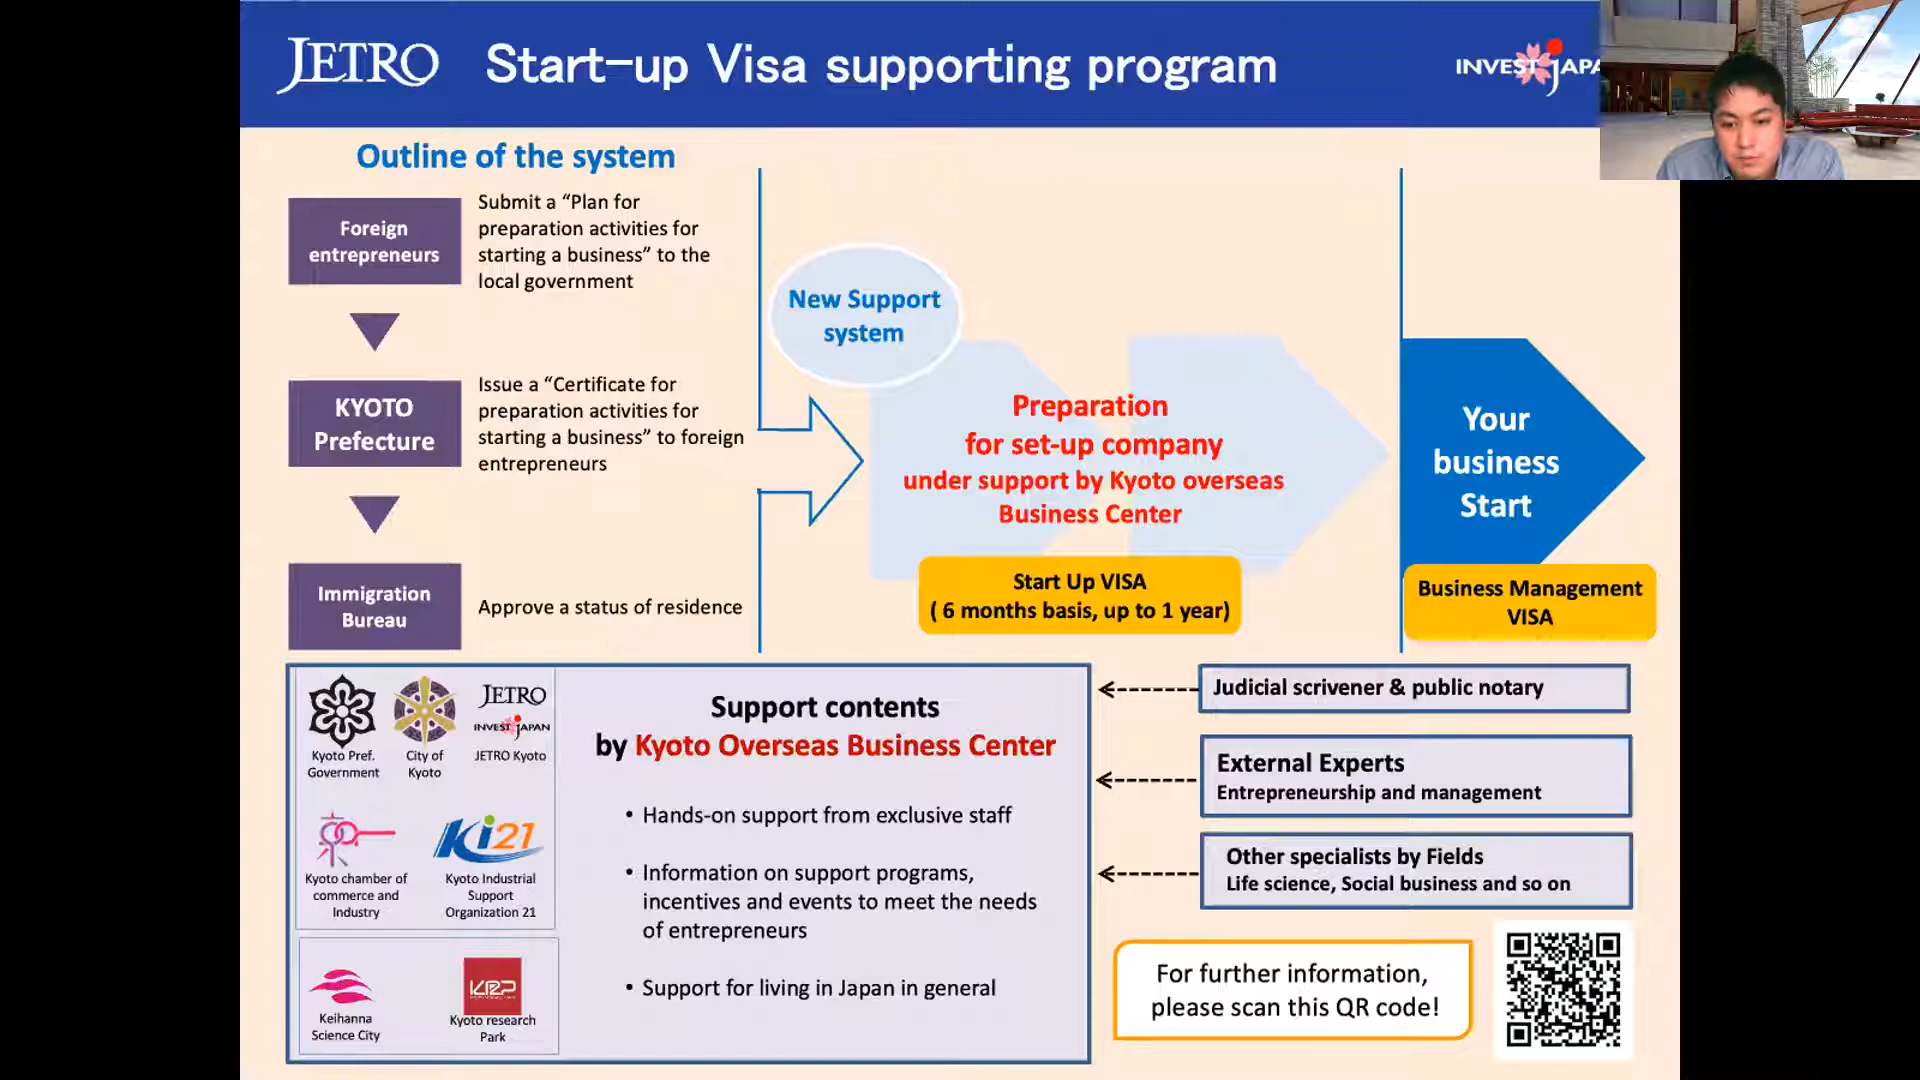 JETRO
Start-up Visa supporting program
INVEST JAPA
Outline of the system
Foreign
entrepreneurs
Submit a “Plan for
preparation activities for
starting a business” to the
local government
KYOTO
Prefecture
Issue a “Certificate for
preparation activities for
starting a business” to foreign
entrepreneurs
Immigration
Bureau
Approve a status of residence
New Support
system
Preparation
for set-up company
under support by Kyoto overseas
Business Center
Start Up VISA
( 6 months basis, up to 1 year)
Your
business
Start
Business Management
VISA
Kyoto Pref.
Government
City of
Kyoto
JETRO
INVEST JAPAN
JETRO Kyoto
Kyoto chamber of
commerce and
Industry
Ki21
Kyoto Industrial
Support
Organization 21
Keihanna
Science City
KRP
Kyoto research
Park
Support contents
by Kyoto Overseas Business Center
• Hands-on support from exclusive staff
• Information on support programs,
incentives and events to meet the needs
of entrepreneurs
• Support for living in Japan in general
Judicial scrivener & public notary
External Experts
Entrepreneurship and management
Other specialists by Fields
Life science, Social business and so on
For further information,
please scan this QR code!